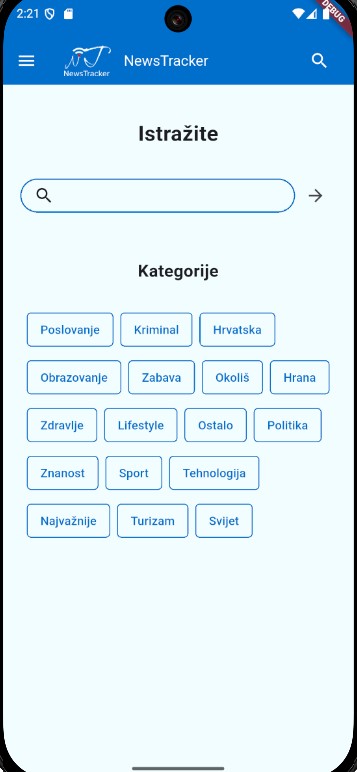 2:21
DEBUG
NewsTracker NewsTracker
Istražite
Kategorije
Poslovanje Kriminal Hrvatska
Obrazovanje Zabava Okoliš Hrana
Zdravlje Lifestyle Ostalo Politika
Znanost Sport Tehnologija
Najvažnije Turizam Svijet